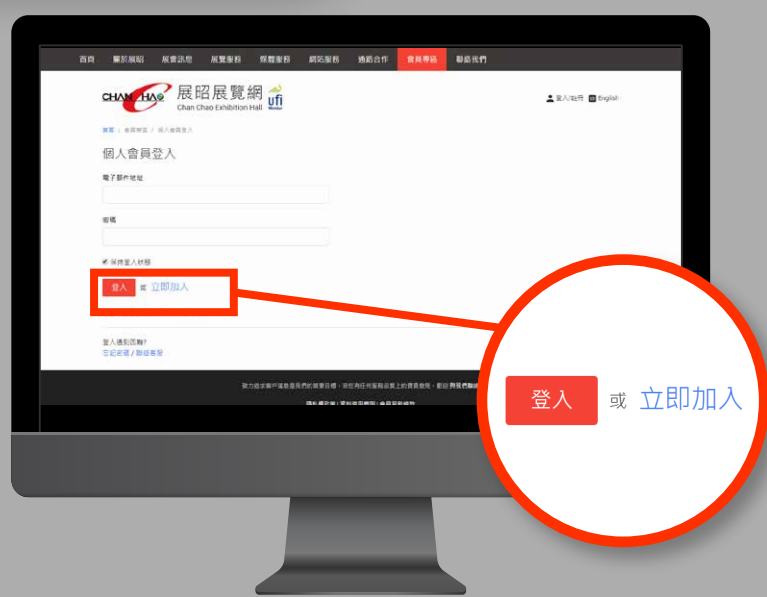 首頁 關於展昭 展會訊息 展覽服務 媒體服務 網站服務 通路合作 會員專區 聯絡我們
CHAN CHAO 展昭展覽網 ufi
Chan Chao Exhibition Hall
登入/註冊 English
首頁 / 會員專區 / 個人會員登入
個人會員登入
電子郵件地址
密碼
保持登入狀態
登入 或 立即加入
登入遇到困難?
忘記密碼 / 聯絡客服
登入 或 立即加入